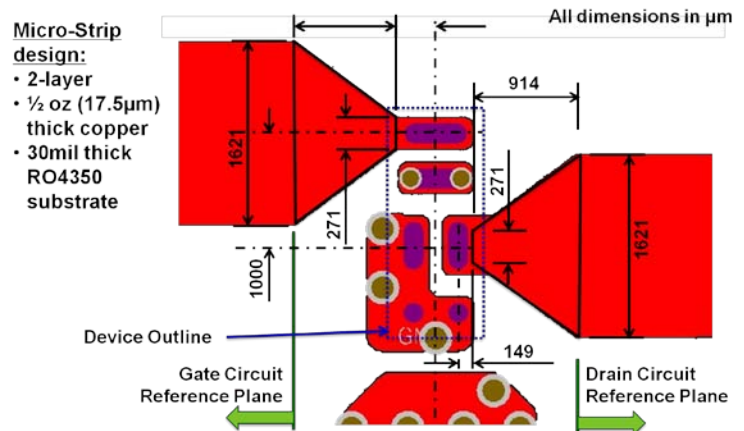 All dimensions in µm
Micro-Strip
design:
• 2-layer
• ½ oz (17.5µm)
thick copper
• 30mil thick
RO4350
substrate
914
1621
271
271
1621
1000
Device Outline
149
Gate Circuit
Reference Plane
Drain Circuit
Reference Plane